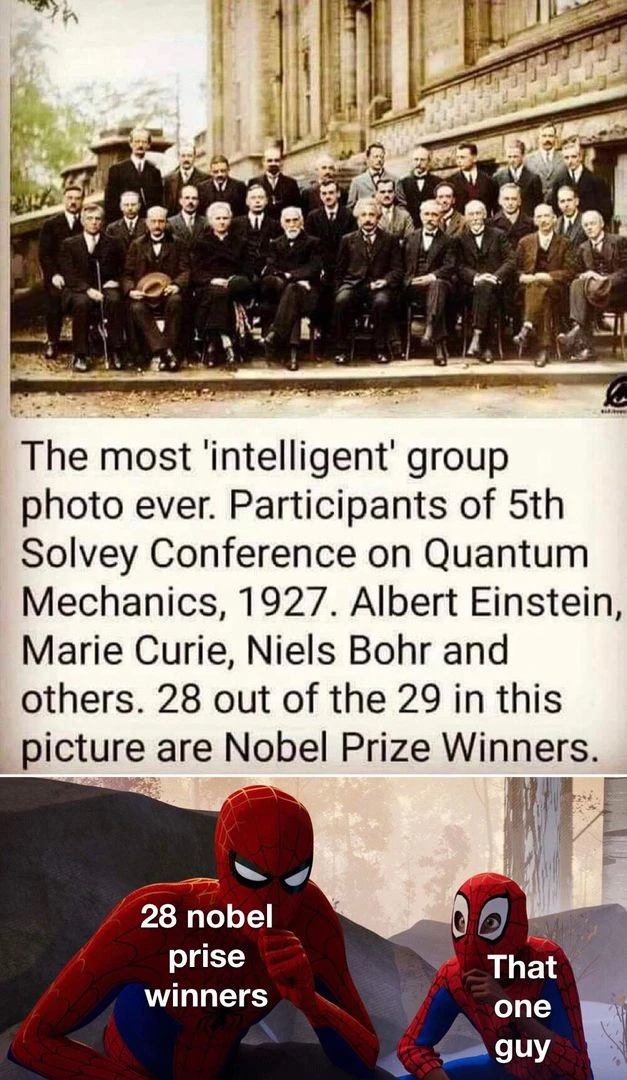 The most 'intelligent' group
photo ever. Participants of 5th
Solvey Conference on Quantum
Mechanics, 1927. Albert Einstein,
Marie Curie, Niels Bohr and
others. 28 out of the 29 in this
picture are Nobel Prize Winners.
28 nobel
prise
winners
That
one
guy